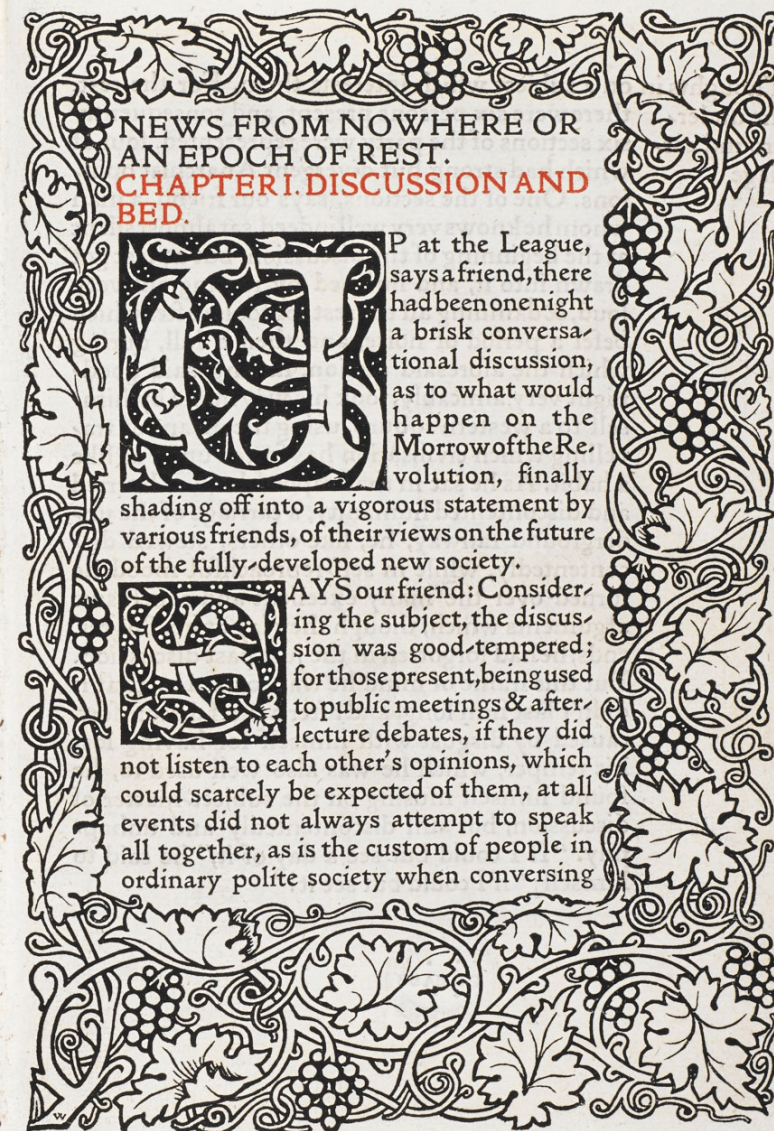 NEWS FROM NOWHERE OR
AN EPOCH OF REST.
CHAPTER I. DISCUSSION AND
BED.
UP at the League,
says a friend, there
had been one night
a brisk conversa-
tional discussion,
as to what would
happen on the
Morrow of the Re-
volution, finally
shading off into a vigorous statement by
various friends, of their views on the future
of the fully-developed new society.
SAYS our friend: Consider-
ing the subject, the discus-
sion was good-tempered;
for those present, being used
to public meetings & after-
lecture debates, if they did
not listen to each other's opinions, which
could scarcely be expected of them, at all
events did not always attempt to speak
all together, as is the custom of people in
ordinary polite society when conversing